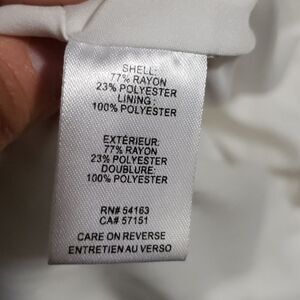 SHELL:
77% RAYON
23% POLYESTER
LINING :
100% POLYESTER
EXTÉRIEUR:
77% RAYON
23% POLYESTER
DOUBLURE:
100% POLYESTER
RN# 54163
CA# 57151
CARE ON REVERSE
ENTRETIEN AU VERSO